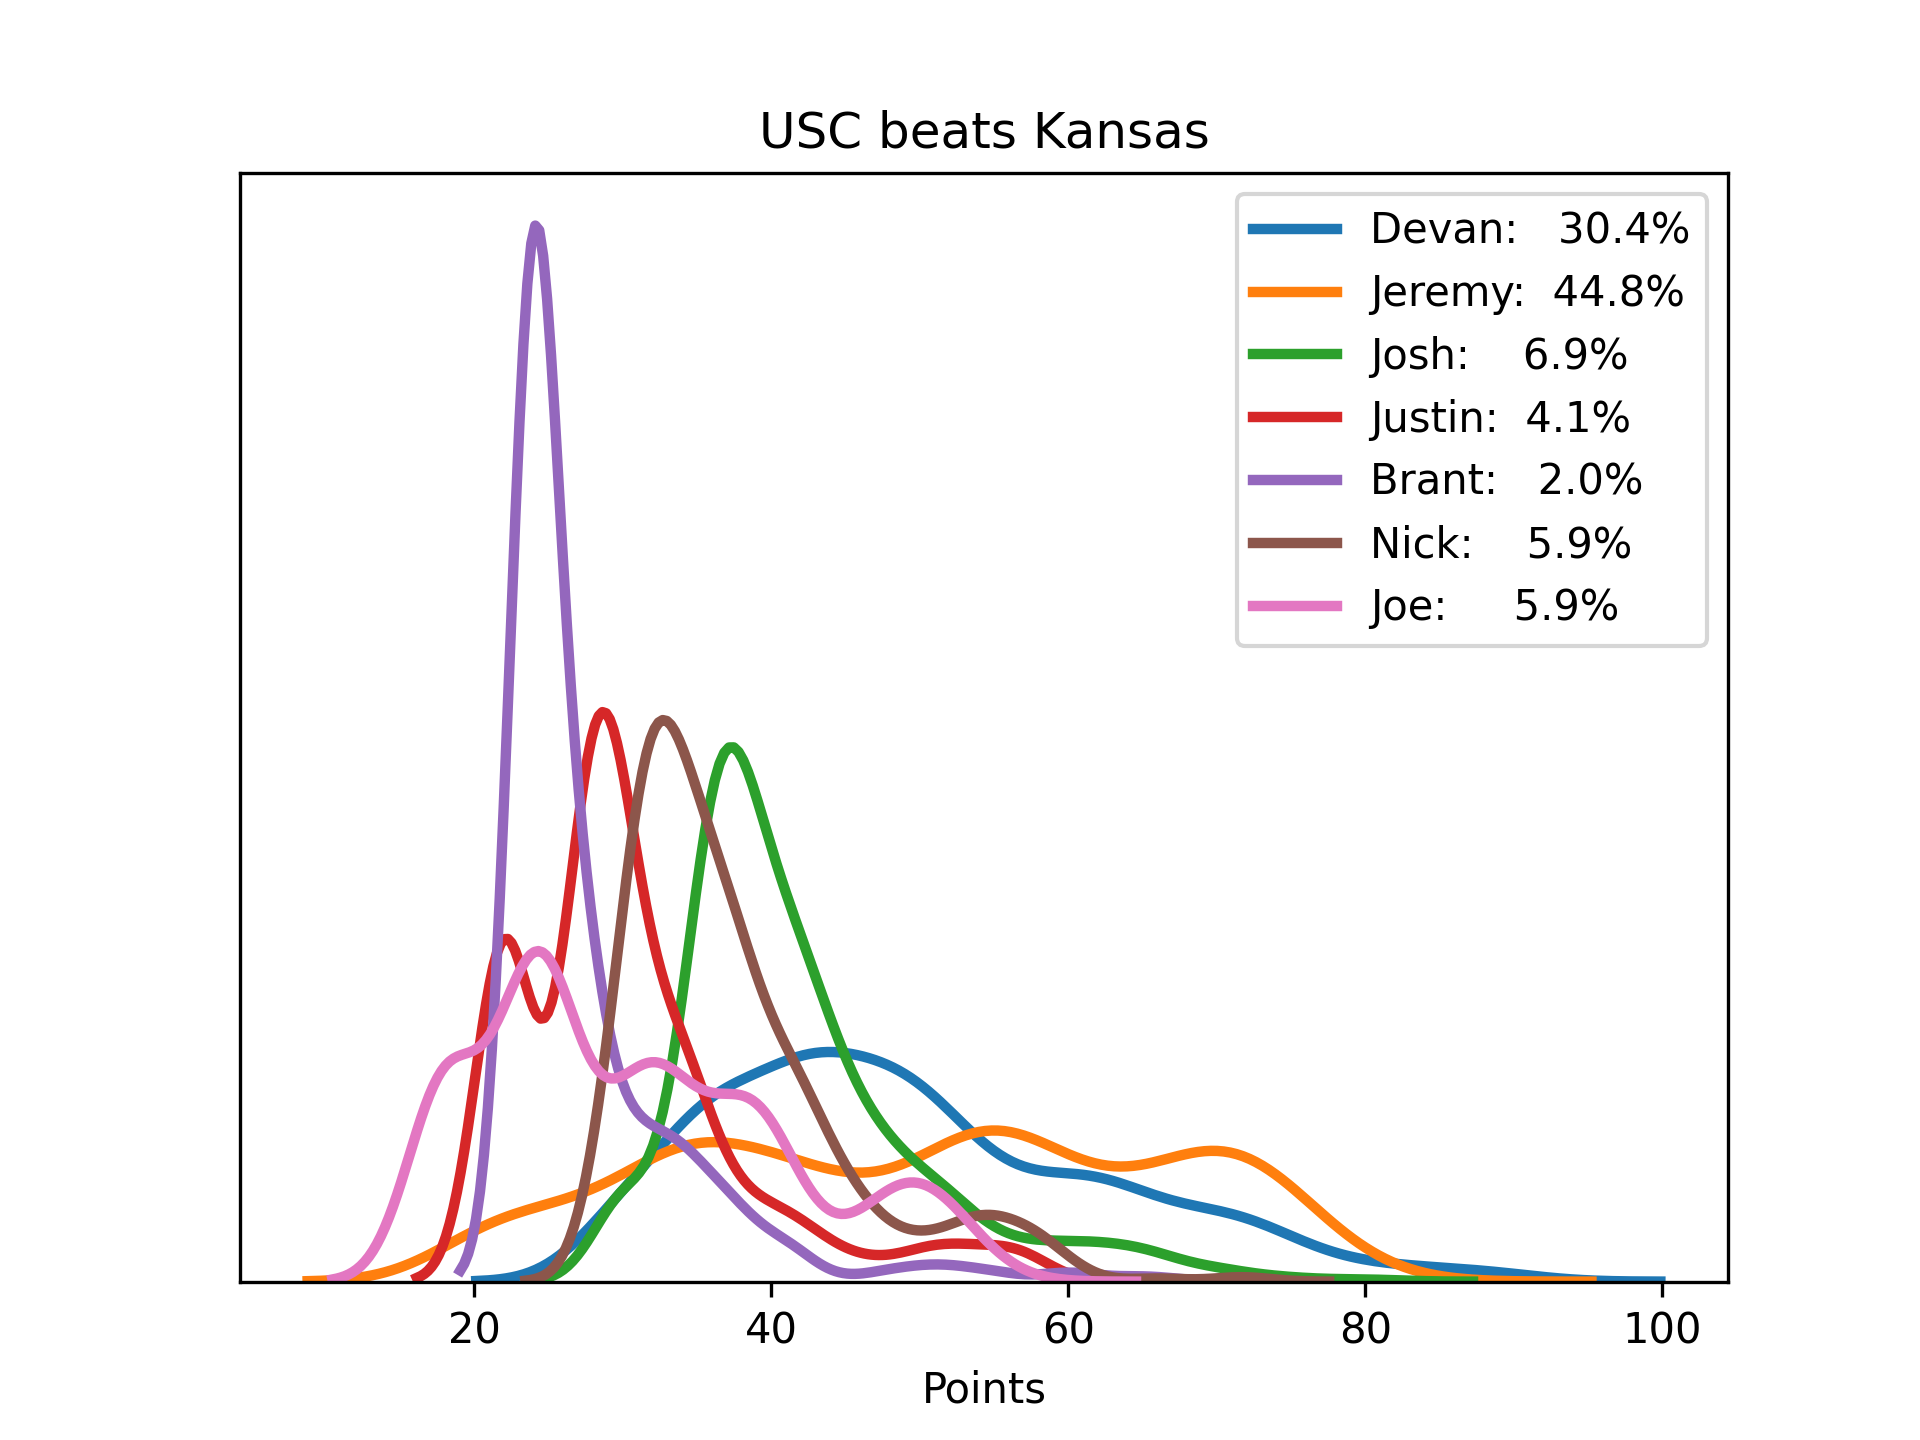 USC beats Kansas
Devan: 30.4%
Jeremy: 44.8%
Josh: 6.9%
Justin: 4.1%
Brant: 2.0%
Nick: 5.9%
Joe: 5.9%
20 40 60 80 100
Points